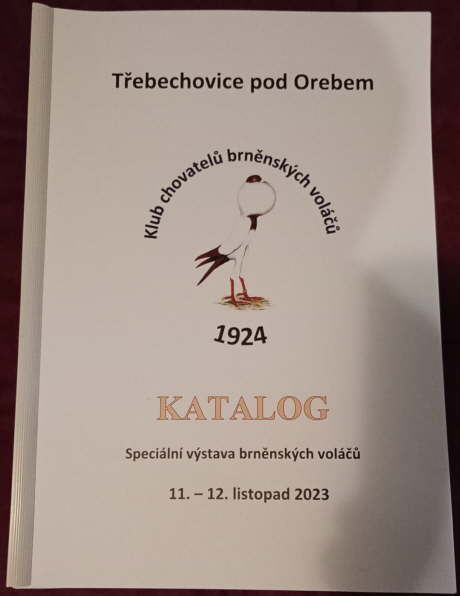 Třebechovice pod Orebem
Klub chovatelů brněnských voláčů
1924
KATALOG
Speciální výstava brněnských voláčů
11. – 12. listopad 2023